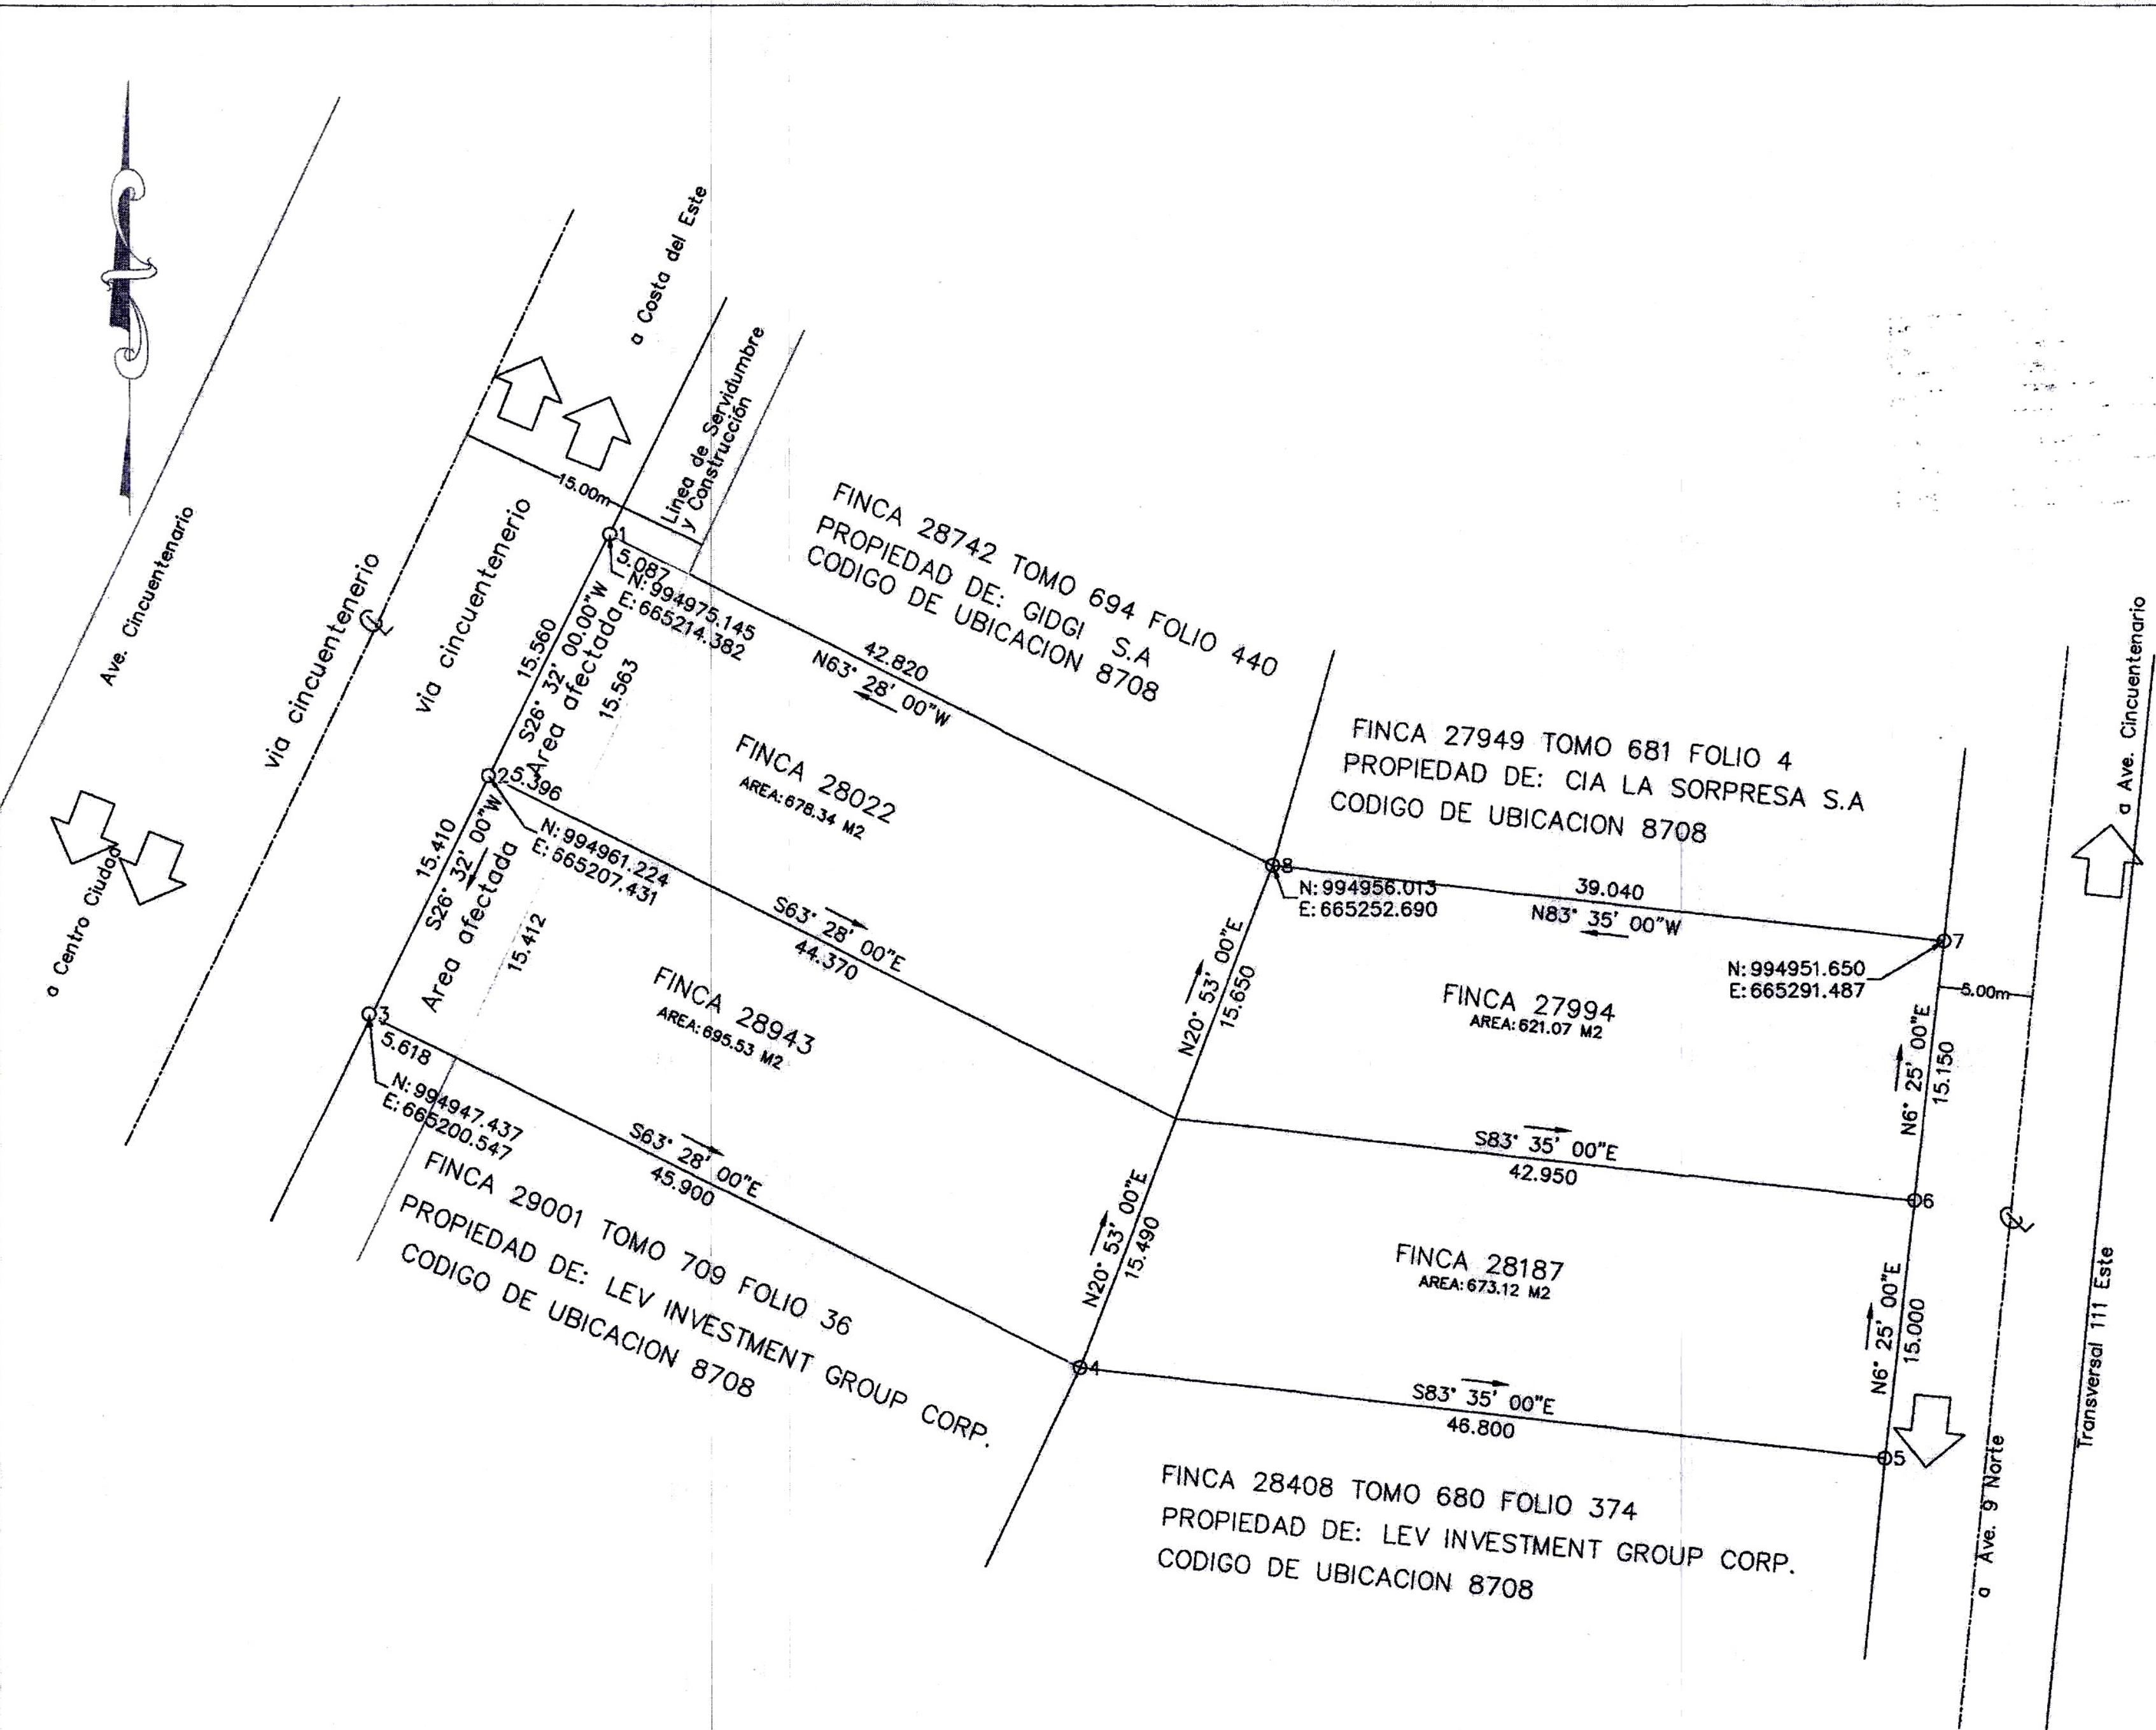 a Costa del Este
Linea de Servidumbre
y Construcción
15.00m
Ave. Cincuentenario
via cincuentenerio
via cincuentenerio
a Centro Ciudad
1
5.087
N: 994975.145
E: 665214.382
15.560
S26° 32' 00.00"W
Area afectada
15.563
FINCA 28742 TOMO 694 FOLIO 440
PROPIEDAD DE: GIDGI S.A
CODIGO DE UBICACION 8708
42.820
N63° 28' 00"W
FINCA 28022
AREA: 678.34 M2
2
5.396
N: 994961.224
E: 665207.431
15.410
S26° 32' 00"W
Area afectada
15.412
S63° 28' 00"E
44.370
FINCA 28943
AREA: 695.53 M2
3
5.618
N: 994947.437
E: 665200.547
S63° 28' 00"E
45.900
FINCA 29001 TOMO 709 FOLIO 36
PROPIEDAD DE: LEV INVESTMENT GROUP CORP.
CODIGO DE UBICACION 8708
FINCA 27949 TOMO 681 FOLIO 4
PROPIEDAD DE: CIA LA SORPRESA S.A
CODIGO DE UBICACION 8708
8
N: 994956.013
E: 665252.690
39.040
N83° 35' 00"W
7
N: 994951.650
E: 665291.487
5.00m
N20° 53' 00"E
15.650
FINCA 27994
AREA: 621.07 M2
N6° 25' 00"E
15.150
S83° 35' 00"E
42.950
6
N20° 53' 00"E
15.490
FINCA 28187
AREA: 673.12 M2
N6° 25' 00"E
15.000
4
S83° 35' 00"E
46.800
5
FINCA 28408 TOMO 680 FOLIO 374
PROPIEDAD DE: LEV INVESTMENT GROUP CORP.
CODIGO DE UBICACION 8708
a Ave. Cincuentenario
Transversal 111 Este
a Ave. 9 Norte